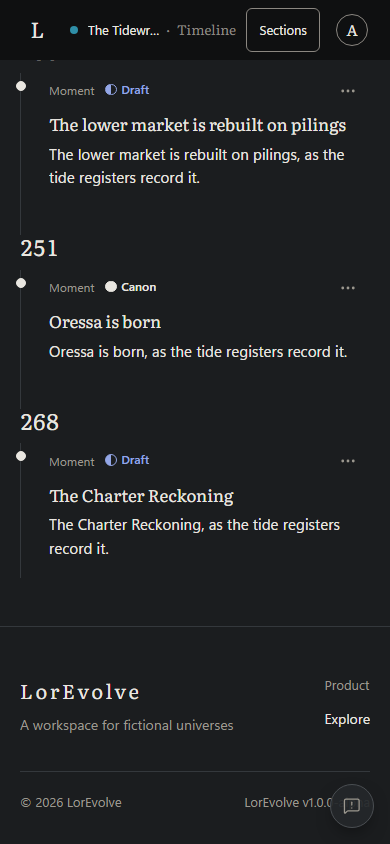 L The Tidewr... · Timeline Sections A
Moment Draft
The lower market is rebuilt on pilings
The lower market is rebuilt on pilings, as the
tide registers record it.
251
Moment Canon
Oressa is born
Oressa is born, as the tide registers record it.
268
Moment Draft
The Charter Reckoning
The Charter Reckoning, as the tide registers
record it.
LorEvolve
A workspace for fictional universes
Product
Explore
© 2026 LorEvolve
LorEvolve v1.0.0